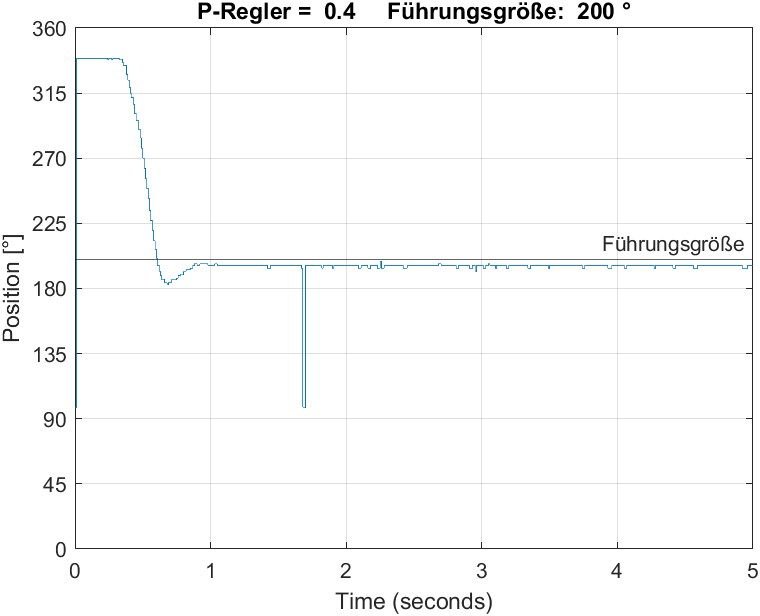 P-Regler = 0.4 Führungsgröße: 200 °
360
315
270
225
180
135
90
45
0
Position [°]
Führungsgröße
0 1 2 3 4 5
Time (seconds)